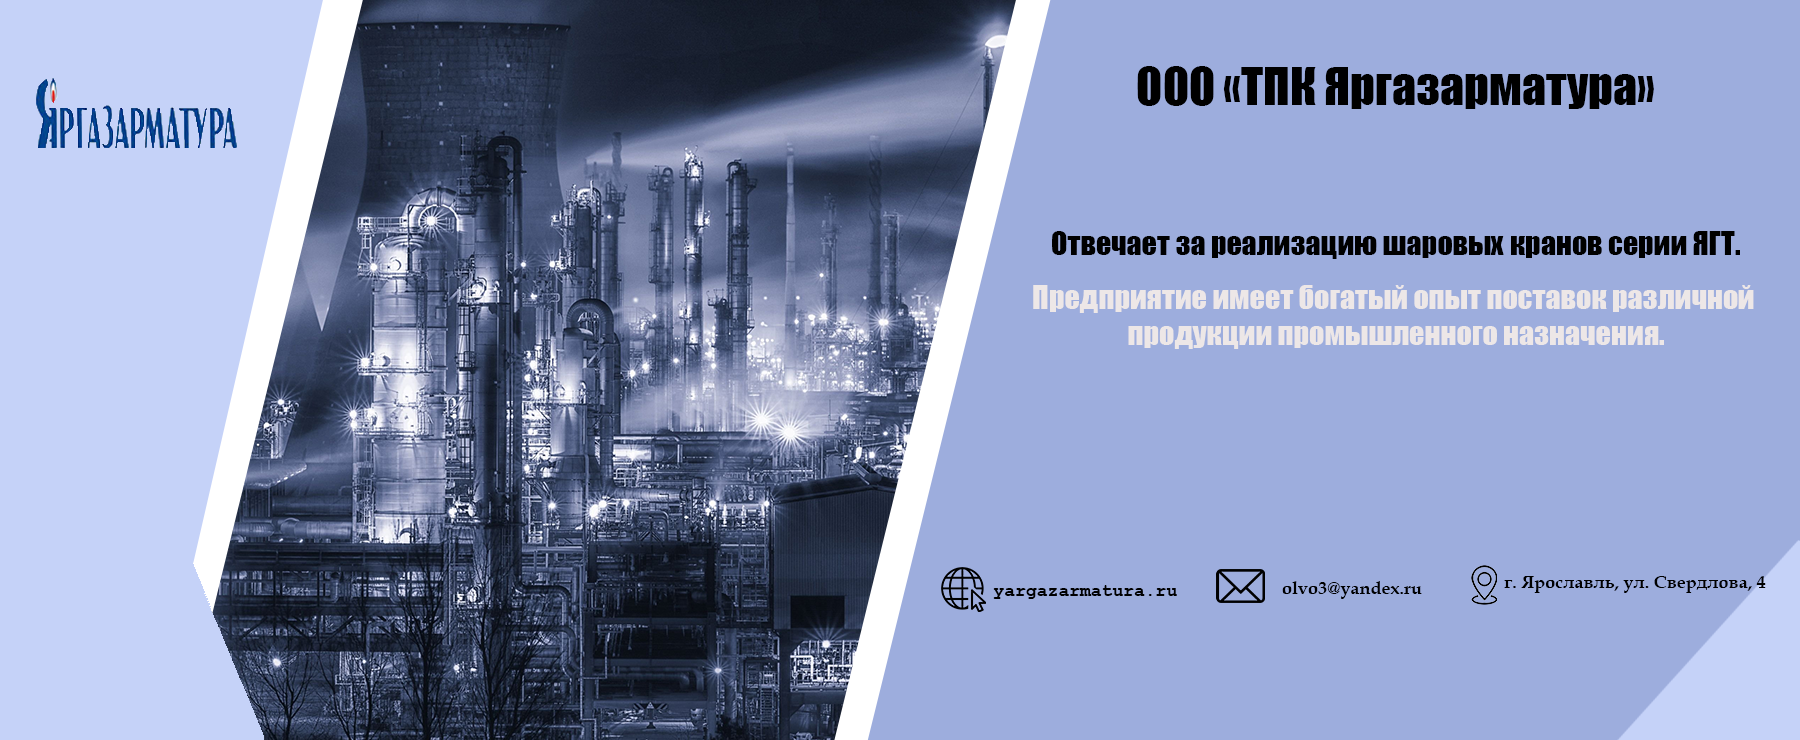 ЯРГАЗАРМАТУРА
ООО «ТПК Яргазарматура»
Отвечает за реализацию шаровых кранов серии ЯГТ.
Предприятие имеет богатый опыт поставок различной
продукции промышленного назначения.
yargazarmatura.ru
olvo3@yandex.ru
г. Ярославль, ул. Свердлова, 4